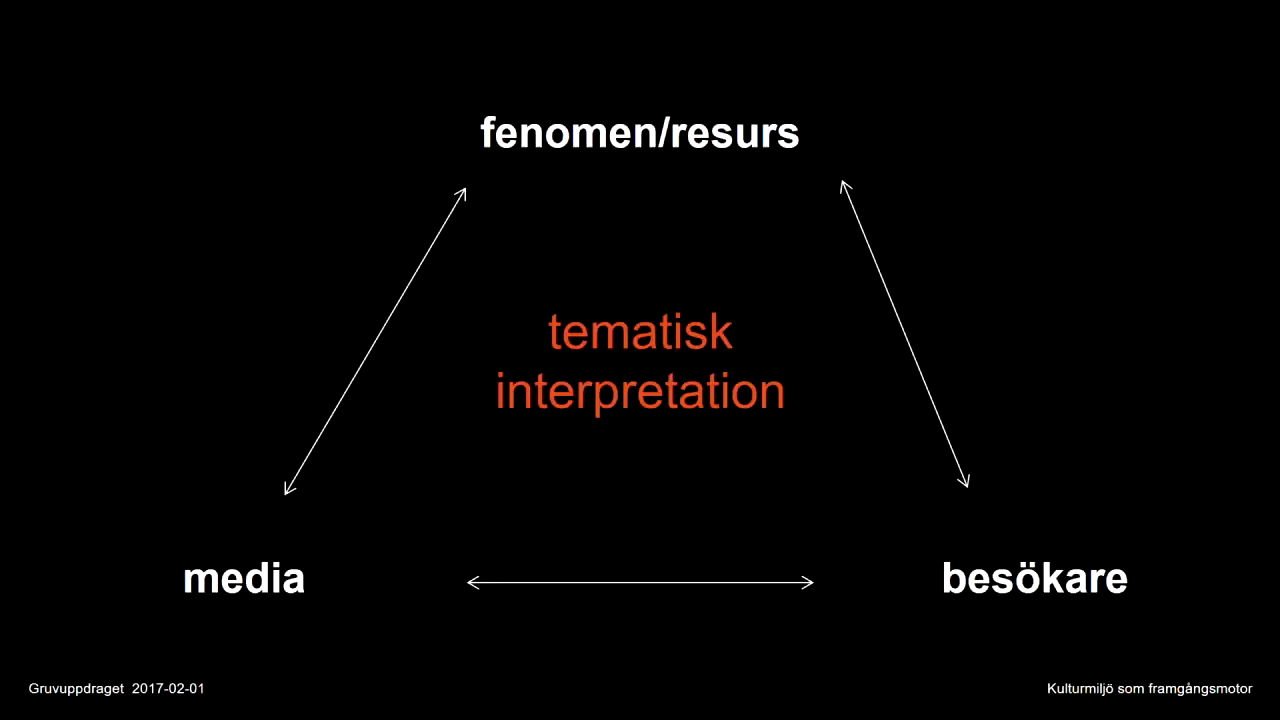 fenomen/resurs
tematisk
interpretation
media
besökare
Gruvuppdraget 2017-02-01
Kulturmiljö som framgångsmotor